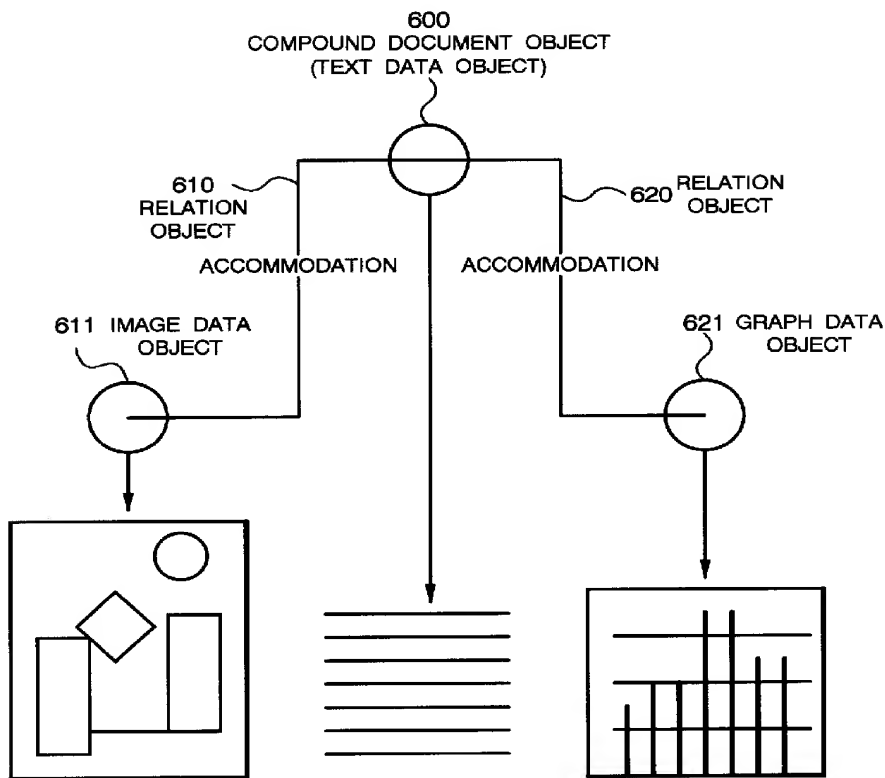 600
COMPOUND DOCUMENT OBJECT
(TEXT DATA OBJECT)
610
RELATION
OBJECT
620 RELATION
OBJECT
ACCOMMODATION
ACCOMMODATION
611 IMAGE DATA
OBJECT
621 GRAPH DATA
OBJECT